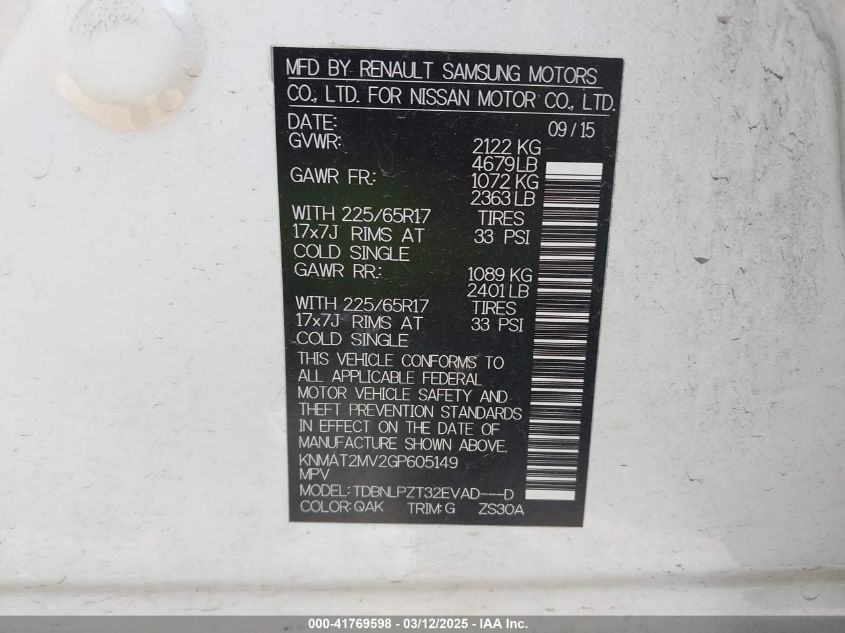 MFD BY RENAULT SAMSUNG MOTORS
CO., LTD. FOR NISSAN MOTOR CO., LTD.
DATE: 09/15
GVWR: 2122 KG
4679LB
GAWR FR.: 1072 KG
2363 LB
WITH 225/65R17 TIRES
17x7J RIMS AT 33 PSI
COLD SINGLE
GAWR RR.: 1089 KG
2401LB
WITH 225/65R17 TIRES
17x7J RIMS AT 33 PSI
COLD SINGLE
THIS VEHICLE CONFORMS TO
ALL APPLICABLE FEDERAL
MOTOR VEHICLE SAFETY AND
THEFT PREVENTION STANDARDS
IN EFFECT ON THE DATE OF
MANUFACTURE SHOWN ABOVE.
KNMAT2MV2GP605149
MPV
MODEL: TDBNLPZT32EVAD---D
COLOR: QAK TRIM: G ZS30A
000-41769598 - 03/12/2025 - IAA Inc.